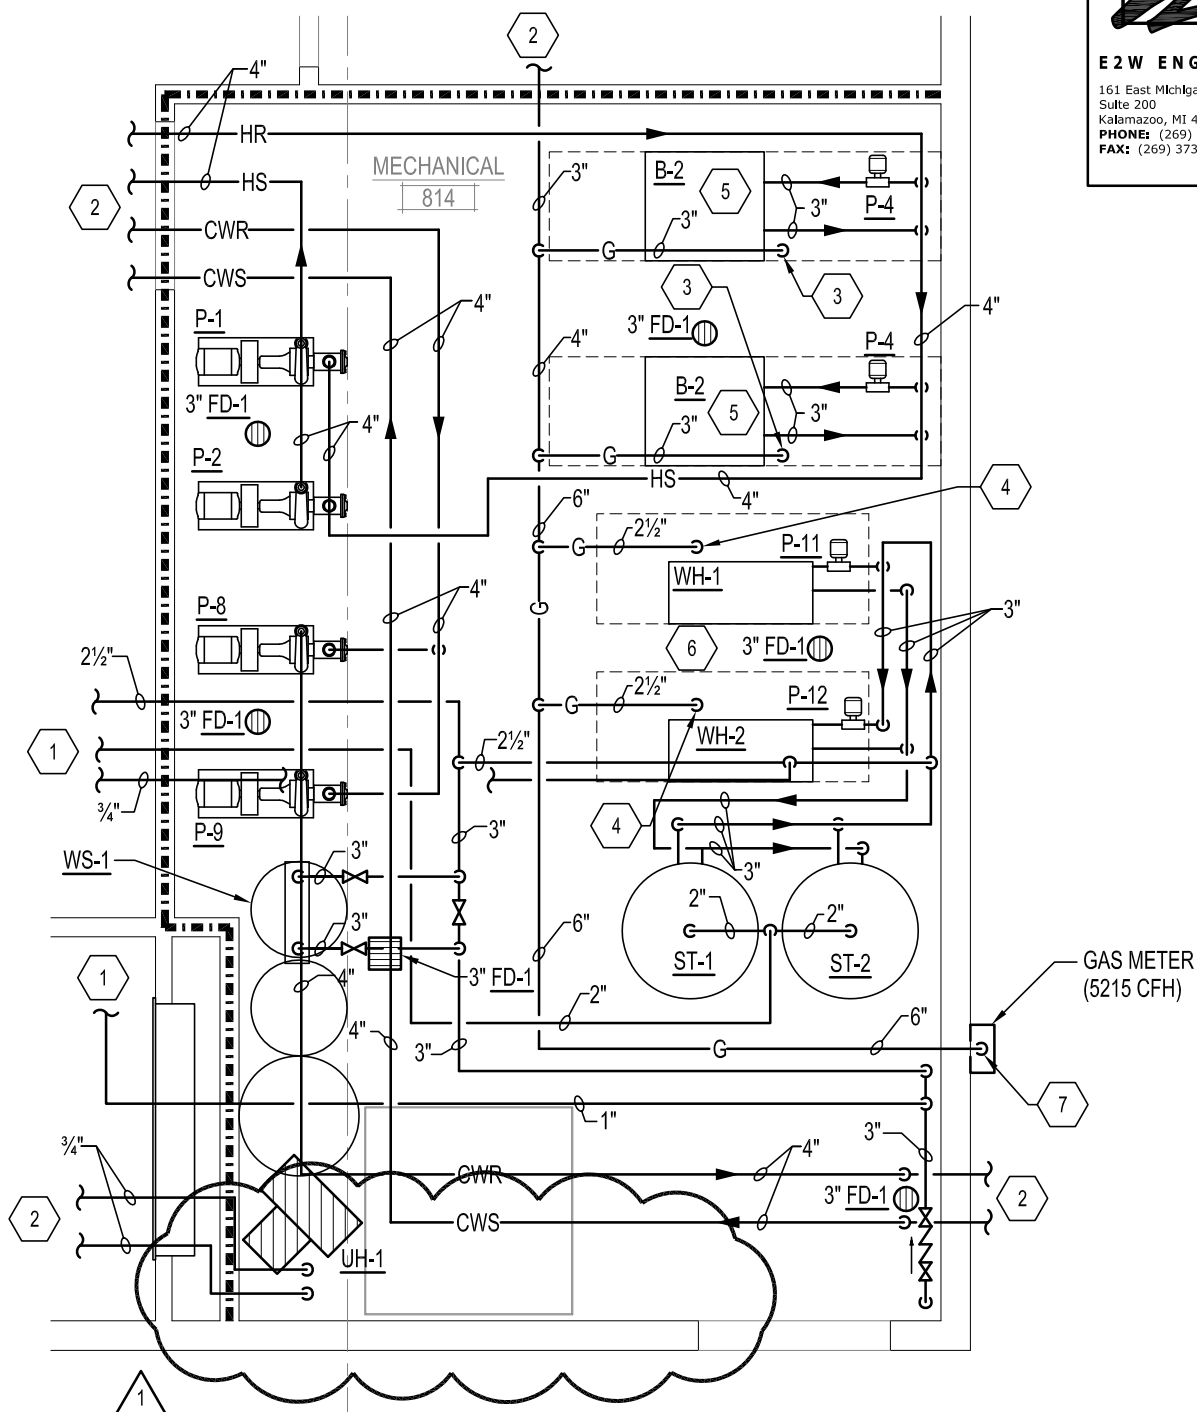 2
E2W ENG
161 East Michiga
Suite 200
Kalamazoo, MI 4
PHONE: (269)
FAX: (269) 373
4"
HR
MECHANICAL
814
3"
B-2
5
P-4
HS
2
3"
CWR
G
3"
CWS
3
3
P-1
4"
3" FD-1
4"
4"
P-4
3" FD-1
B-2
5
3"
4"
3"
P-2
G
HS
4"
4
6"
2½"
P-11
G
WH-1
4"
P-8
G
3"
2½"
6
3" FD-1
2½"
P-12
3" FD-1
G
WH-2
1
2½"
¾"
4
P-9
3"
WS-1
3"
3"
2"
2"
3"
6"
ST-1
ST-2
1
3" FD-1
GAS METER
(5215 CFH)
4"
2"
6"
4"
3"
G
7
1"
3"
¾"
CWR
4"
3" FD-1
2
2
CWS
UH-1
1